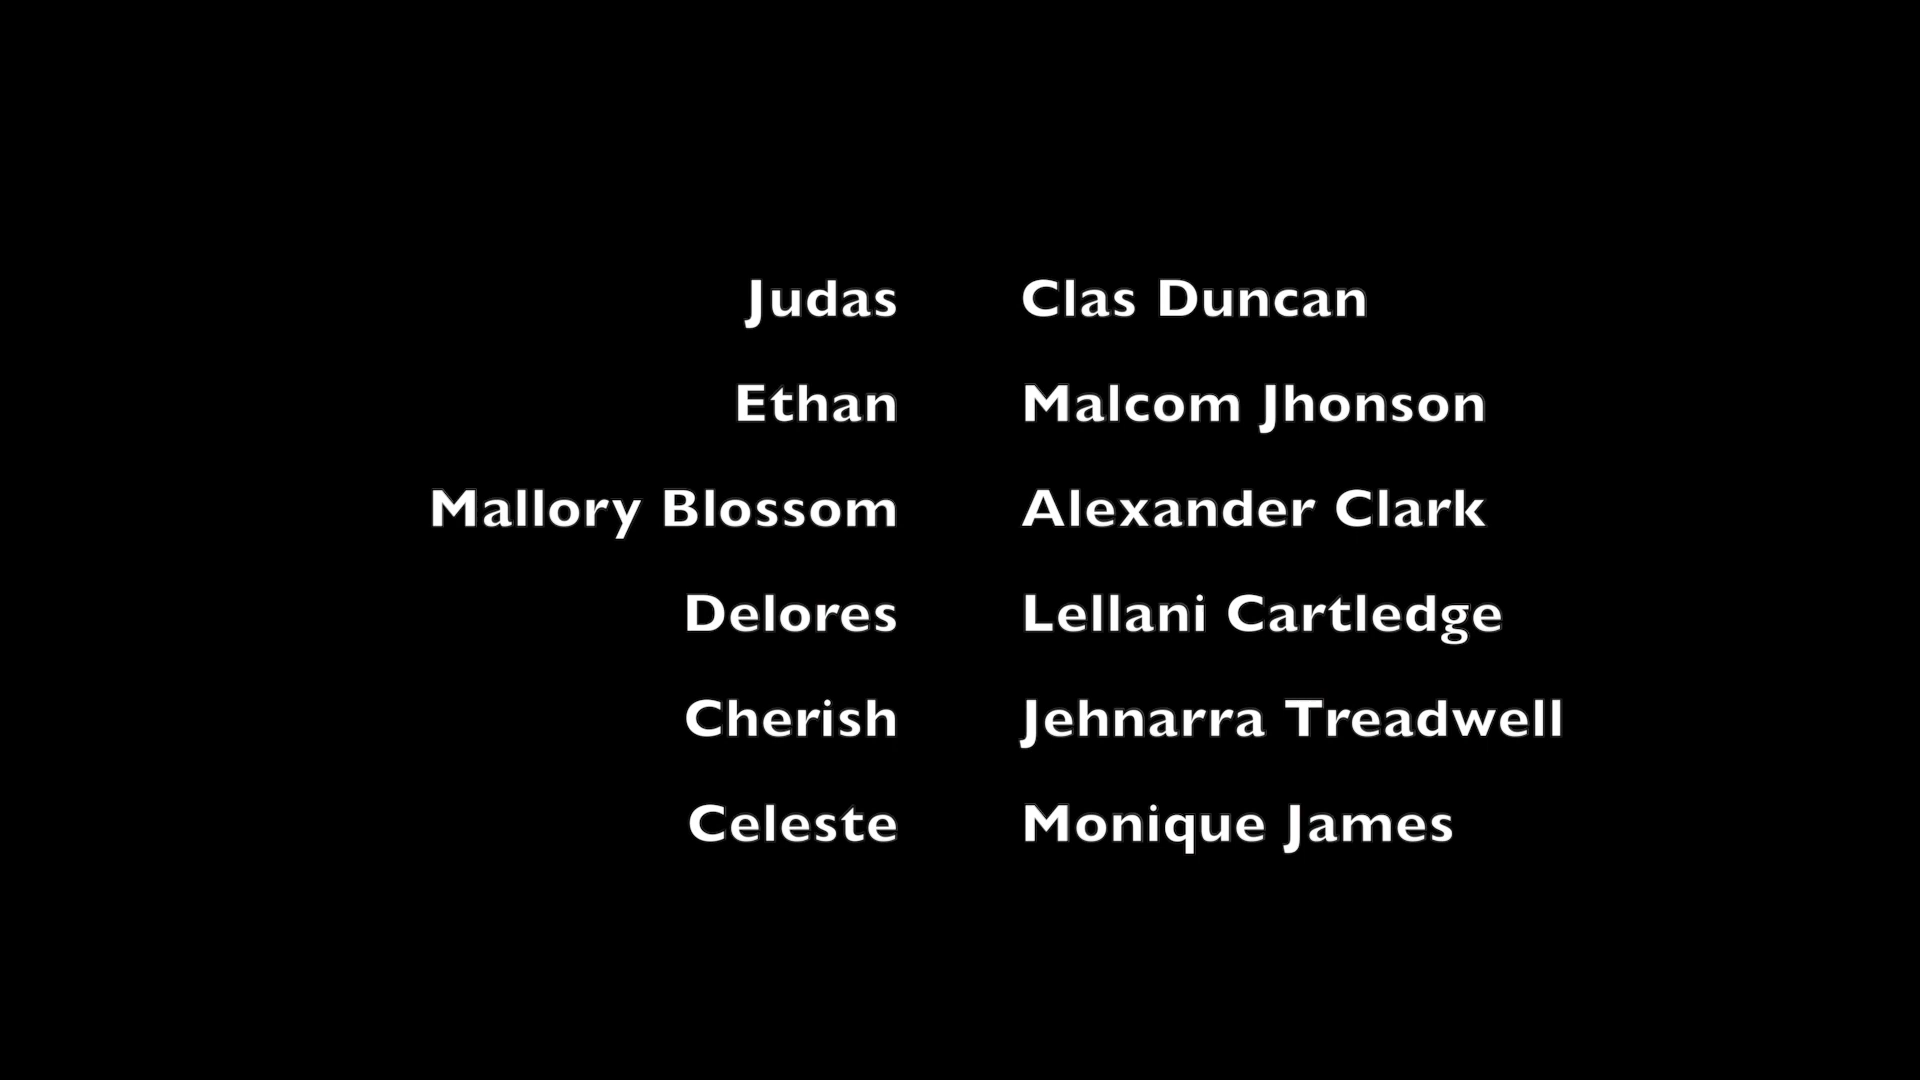 Judas Clas Duncan
Ethan Malcom Jhonson
Mallory Blossom Alexander Clark
Delores Lellani Cartledge
Cherish Jehnarra Treadwell
Celeste Monique James